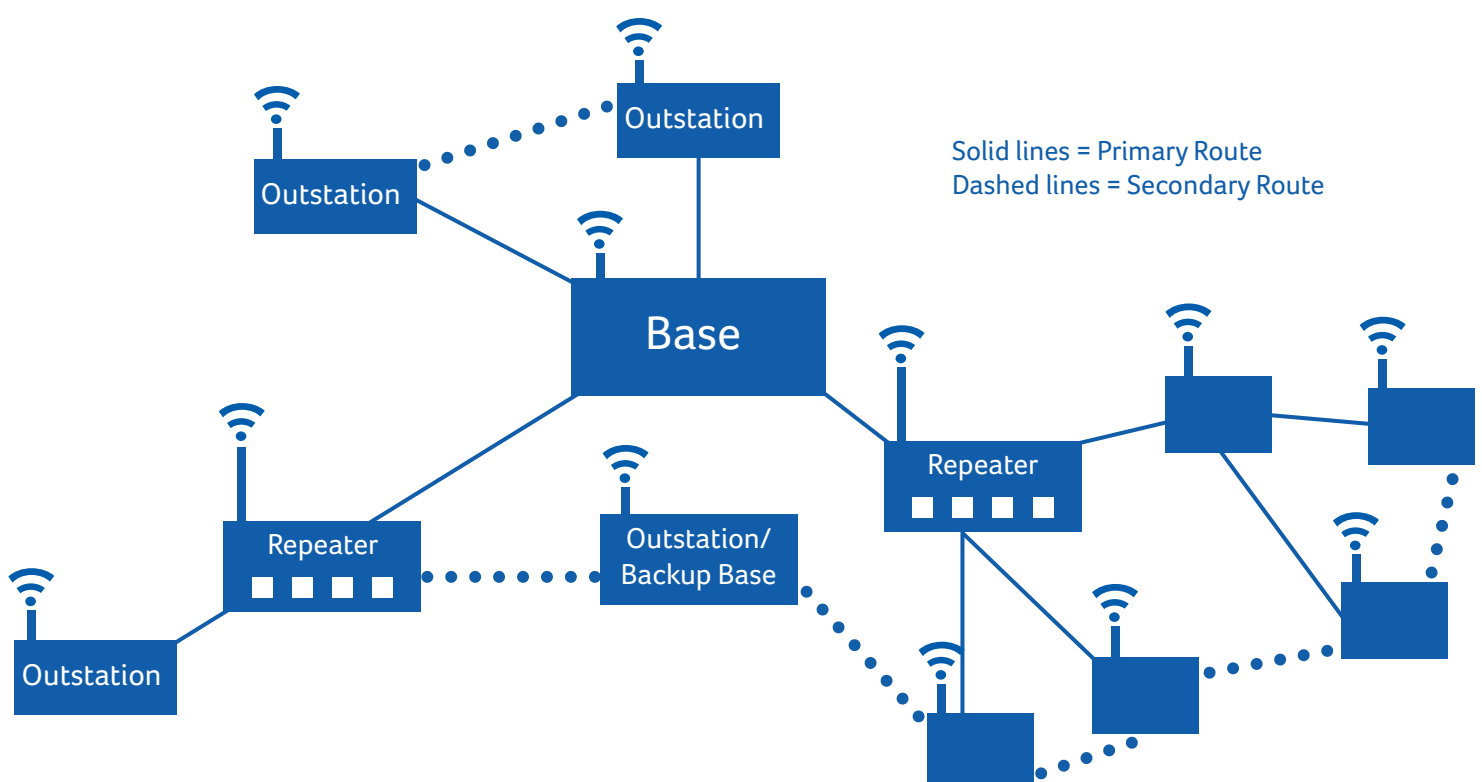 Outstation
Outstation
Solid lines = Primary Route
Dashed lines = Secondary Route
Base
Repeater
Repeater
Outstation/
Backup Base
Outstation